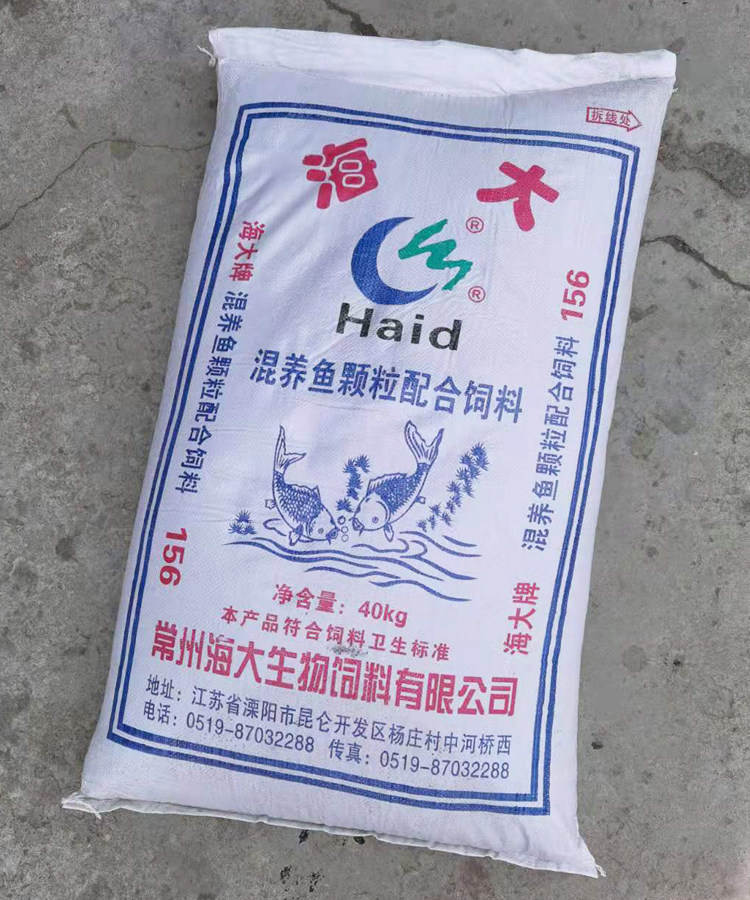 拆线处
海 大
®
®
Haid
混养鱼颗粒配合饲料
海大牌 混养鱼颗粒配合饲料 156
海大牌 混养鱼颗粒配合饲料 156
净含量：40kg
本产品符合饲料卫生标准
常州海大生物饲料有限公司
地址：江苏省溧阳市昆仑开发区杨庄村中河桥西
电话：0519-87032288 传真：0519-87032288